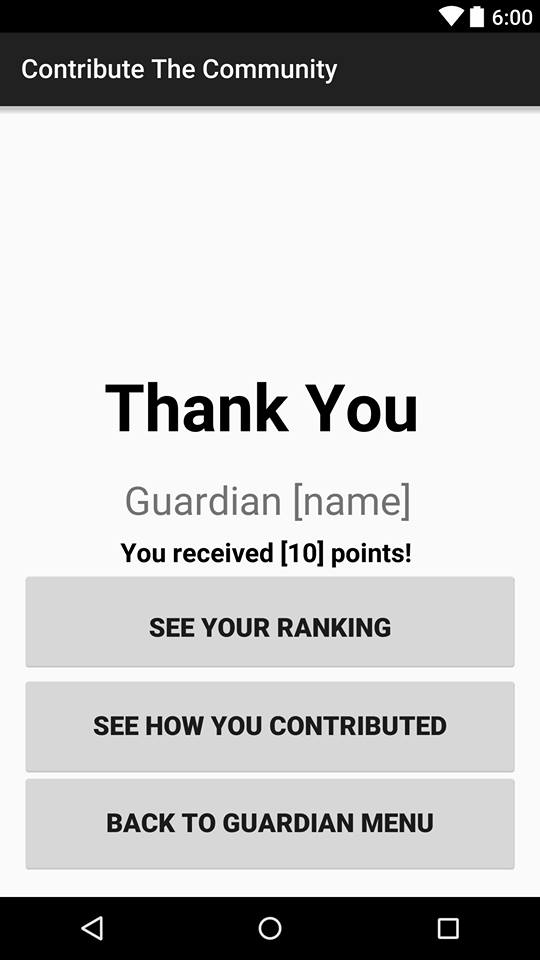 6:00
Contribute The Community
Thank You
Guardian [name]
You received [10] points!
SEE YOUR RANKING
SEE HOW YOU CONTRIBUTED
BACK TO GUARDIAN MENU